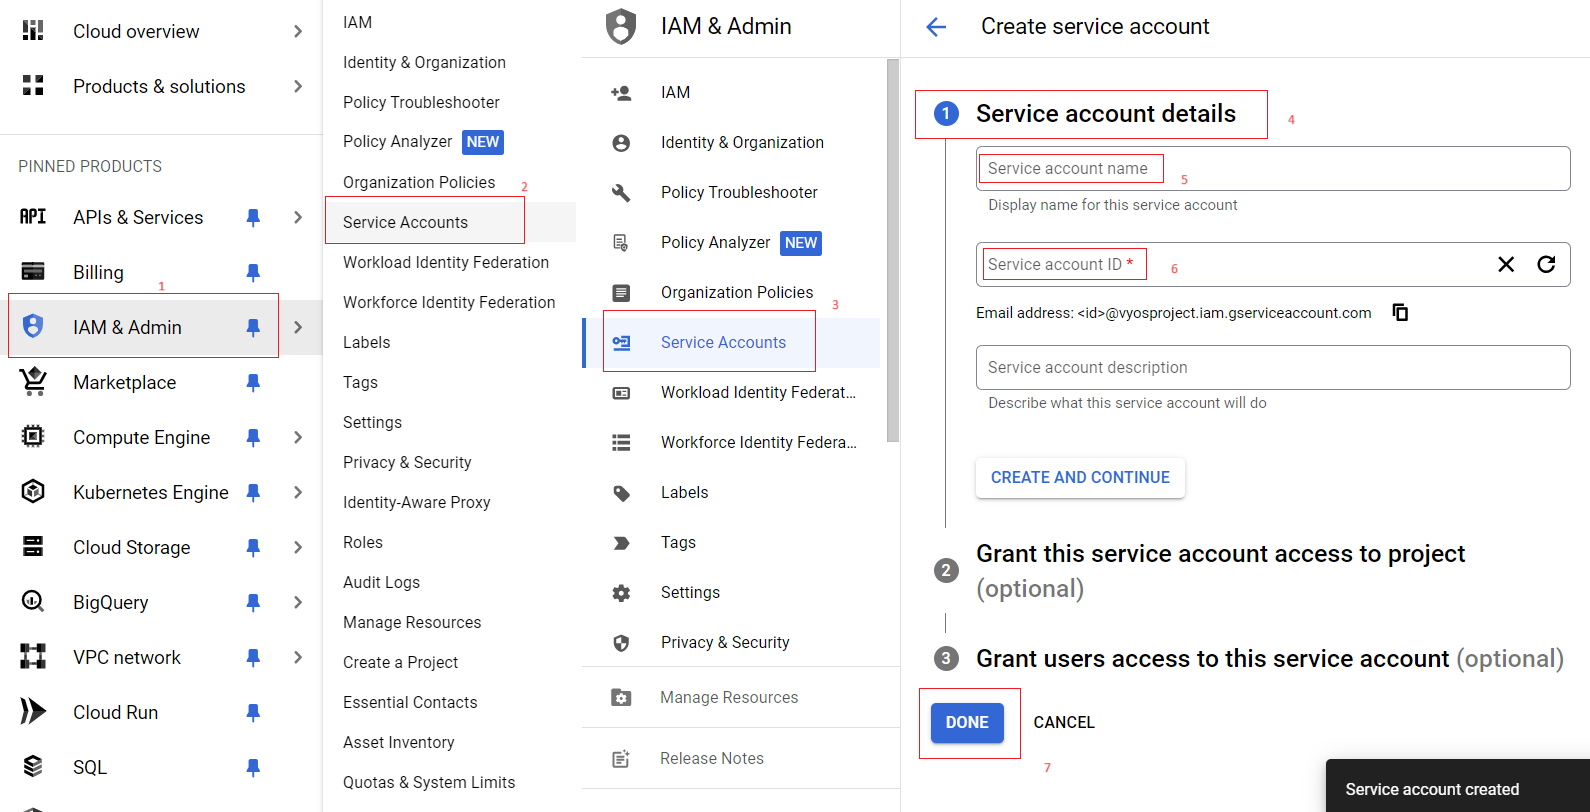 Cloud overview
Products & solutions
PINNED PRODUCTS
API APIs & Services
Billing
1
IAM & Admin
Marketplace
Compute Engine
Kubernetes Engine
Cloud Storage
BigQuery
VPC network
Cloud Run
SQL
IAM
Identity & Organization
Policy Troubleshooter
Policy Analyzer NEW
Organization Policies
2
Service Accounts
Workload Identity Federation
Workforce Identity Federation
Labels
Tags
Settings
Privacy & Security
Identity-Aware Proxy
Roles
Audit Logs
Manage Resources
Create a Project
Essential Contacts
Asset Inventory
Quotas & System Limits
IAM & Admin
IAM
Identity & Organization
Policy Troubleshooter
Policy Analyzer NEW
Organization Policies
3
Service Accounts
Workload Identity Federat...
Workforce Identity Federa...
Labels
Tags
Settings
Privacy & Security
Manage Resources
Release Notes
Create service account
1 Service account details 4
Service account name 5
Display name for this service account
Service account ID * 6
Email address: <id>@vyosproject.iam.gserviceaccount.com
Service account description
Describe what this service account will do
CREATE AND CONTINUE
2 Grant this service account access to project
(optional)
3 Grant users access to this service account (optional)
DONE CANCEL
7
Service account created